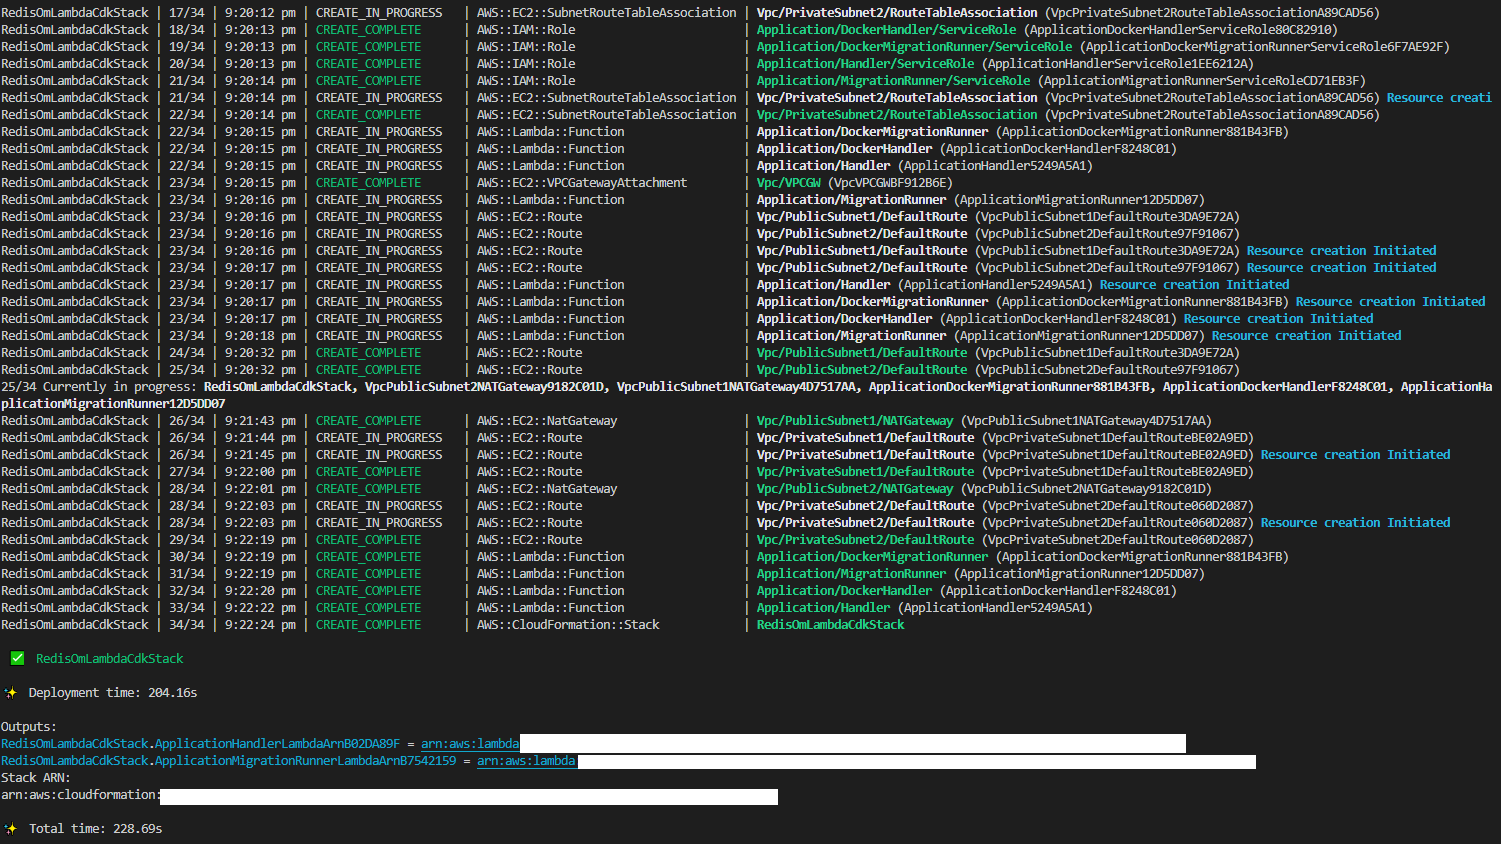 RedisOmLambdaCdkStack | 17/34 | 9:20:12 pm | CREATE_IN_PROGRESS   | AWS::EC2::SubnetRouteTableAssociation | Vpc/PrivateSubnet2/RouteTableAssociation (VpcPrivateSubnet2RouteTableAssociationA89CAD56)
RedisOmLambdaCdkStack | 18/34 | 9:20:13 pm | CREATE_COMPLETE      | AWS::IAM::Role                        | Application/DockerHandler/ServiceRole (ApplicationDockerHandlerServiceRole80C82910)
RedisOmLambdaCdkStack | 19/34 | 9:20:13 pm | CREATE_COMPLETE      | AWS::IAM::Role                        | Application/DockerMigrationRunner/ServiceRole (ApplicationDockerMigrationRunnerServiceRole6F7AE92F)
RedisOmLambdaCdkStack | 20/34 | 9:20:13 pm | CREATE_COMPLETE      | AWS::IAM::Role                        | Application/Handler/ServiceRole (ApplicationHandlerServiceRole1EE6212A)
RedisOmLambdaCdkStack | 21/34 | 9:20:14 pm | CREATE_COMPLETE      | AWS::IAM::Role                        | Application/MigrationRunner/ServiceRole (ApplicationMigrationRunnerServiceRoleCD71EB3F)
RedisOmLambdaCdkStack | 21/34 | 9:20:14 pm | CREATE_IN_PROGRESS   | AWS::EC2::SubnetRouteTableAssociation | Vpc/PrivateSubnet2/RouteTableAssociation (VpcPrivateSubnet2RouteTableAssociationA89CAD56) Resource creati
RedisOmLambdaCdkStack | 22/34 | 9:20:14 pm | CREATE_COMPLETE      | AWS::EC2::SubnetRouteTableAssociation | Vpc/PrivateSubnet2/RouteTableAssociation (VpcPrivateSubnet2RouteTableAssociationA89CAD56)
RedisOmLambdaCdkStack | 22/34 | 9:20:15 pm | CREATE_IN_PROGRESS   | AWS::Lambda::Function                 | Application/DockerMigrationRunner (ApplicationDockerMigrationRunner881B43FB)
RedisOmLambdaCdkStack | 22/34 | 9:20:15 pm | CREATE_IN_PROGRESS   | AWS::Lambda::Function                 | Application/DockerHandler (ApplicationDockerHandlerF8248C01)
RedisOmLambdaCdkStack | 22/34 | 9:20:15 pm | CREATE_IN_PROGRESS   | AWS::Lambda::Function                 | Application/Handler (ApplicationHandler5249A5A1)
RedisOmLambdaCdkStack | 23/34 | 9:20:15 pm | CREATE_COMPLETE      | AWS::EC2::VPCGatewayAttachment        | Vpc/VPCGW (VpcVPCGWBF912B6E)
RedisOmLambdaCdkStack | 23/34 | 9:20:16 pm | CREATE_IN_PROGRESS   | AWS::Lambda::Function                 | Application/MigrationRunner (ApplicationMigrationRunner12D5DD07)
RedisOmLambdaCdkStack | 23/34 | 9:20:16 pm | CREATE_IN_PROGRESS   | AWS::EC2::Route                       | Vpc/PublicSubnet1/DefaultRoute (VpcPublicSubnet1DefaultRoute3DA9E72A)
RedisOmLambdaCdkStack | 23/34 | 9:20:16 pm | CREATE_IN_PROGRESS   | AWS::EC2::Route                       | Vpc/PublicSubnet2/DefaultRoute (VpcPublicSubnet2DefaultRoute97F91067)
RedisOmLambdaCdkStack | 23/34 | 9:20:16 pm | CREATE_IN_PROGRESS   | AWS::EC2::Route                       | Vpc/PublicSubnet1/DefaultRoute (VpcPublicSubnet1DefaultRoute3DA9E72A) Resource creation Initiated
RedisOmLambdaCdkStack | 23/34 | 9:20:17 pm | CREATE_IN_PROGRESS   | AWS::EC2::Route                       | Vpc/PublicSubnet2/DefaultRoute (VpcPublicSubnet2DefaultRoute97F91067) Resource creation Initiated
RedisOmLambdaCdkStack | 23/34 | 9:20:17 pm | CREATE_IN_PROGRESS   | AWS::Lambda::Function                 | Application/Handler (ApplicationHandler5249A5A1) Resource creation Initiated
RedisOmLambdaCdkStack | 23/34 | 9:20:17 pm | CREATE_IN_PROGRESS   | AWS::Lambda::Function                 | Application/DockerMigrationRunner (ApplicationDockerMigrationRunner881B43FB) Resource creation Initiated
RedisOmLambdaCdkStack | 23/34 | 9:20:17 pm | CREATE_IN_PROGRESS   | AWS::Lambda::Function                 | Application/DockerHandler (ApplicationDockerHandlerF8248C01) Resource creation Initiated
RedisOmLambdaCdkStack | 23/34 | 9:20:18 pm | CREATE_IN_PROGRESS   | AWS::Lambda::Function                 | Application/MigrationRunner (ApplicationMigrationRunner12D5DD07) Resource creation Initiated
RedisOmLambdaCdkStack | 24/34 | 9:20:32 pm | CREATE_COMPLETE      | AWS::EC2::Route                       | Vpc/PublicSubnet1/DefaultRoute (VpcPublicSubnet1DefaultRoute3DA9E72A)
RedisOmLambdaCdkStack | 25/34 | 9:20:32 pm | CREATE_COMPLETE      | AWS::EC2::Route                       | Vpc/PublicSubnet2/DefaultRoute (VpcPublicSubnet2DefaultRoute97F91067)
25/34 Currently in progress: RedisOmLambdaCdkStack, VpcPublicSubnet2NATGateway9182C01D, VpcPublicSubnet1NATGateway4D7517AA, ApplicationDockerMigrationRunner881B43FB, ApplicationDockerHandlerF8248C01, ApplicationHa
plicationMigrationRunner12D5DD07
RedisOmLambdaCdkStack | 26/34 | 9:21:43 pm | CREATE_COMPLETE      | AWS::EC2::NatGateway                  | Vpc/PublicSubnet1/NATGateway (VpcPublicSubnet1NATGateway4D7517AA)
RedisOmLambdaCdkStack | 26/34 | 9:21:44 pm | CREATE_IN_PROGRESS   | AWS::EC2::Route                       | Vpc/PrivateSubnet1/DefaultRoute (VpcPrivateSubnet1DefaultRouteBE02A9ED)
RedisOmLambdaCdkStack | 26/34 | 9:21:45 pm | CREATE_IN_PROGRESS   | AWS::EC2::Route                       | Vpc/PrivateSubnet1/DefaultRoute (VpcPrivateSubnet1DefaultRouteBE02A9ED) Resource creation Initiated
RedisOmLambdaCdkStack | 27/34 | 9:22:00 pm | CREATE_COMPLETE      | AWS::EC2::Route                       | Vpc/PrivateSubnet1/DefaultRoute (VpcPrivateSubnet1DefaultRouteBE02A9ED)
RedisOmLambdaCdkStack | 28/34 | 9:22:01 pm | CREATE_COMPLETE      | AWS::EC2::NatGateway                  | Vpc/PublicSubnet2/NATGateway (VpcPublicSubnet2NATGateway9182C01D)
RedisOmLambdaCdkStack | 28/34 | 9:22:03 pm | CREATE_IN_PROGRESS   | AWS::EC2::Route                       | Vpc/PrivateSubnet2/DefaultRoute (VpcPrivateSubnet2DefaultRoute060D2087)
RedisOmLambdaCdkStack | 28/34 | 9:22:03 pm | CREATE_IN_PROGRESS   | AWS::EC2::Route                       | Vpc/PrivateSubnet2/DefaultRoute (VpcPrivateSubnet2DefaultRoute060D2087) Resource creation Initiated
RedisOmLambdaCdkStack | 29/34 | 9:22:19 pm | CREATE_COMPLETE      | AWS::EC2::Route                       | Vpc/PrivateSubnet2/DefaultRoute (VpcPrivateSubnet2DefaultRoute060D2087)
RedisOmLambdaCdkStack | 30/34 | 9:22:19 pm | CREATE_COMPLETE      | AWS::Lambda::Function                 | Application/DockerMigrationRunner (ApplicationDockerMigrationRunner881B43FB)
RedisOmLambdaCdkStack | 31/34 | 9:22:19 pm | CREATE_COMPLETE      | AWS::Lambda::Function                 | Application/MigrationRunner (ApplicationMigrationRunner12D5DD07)
RedisOmLambdaCdkStack | 32/34 | 9:22:20 pm | CREATE_COMPLETE      | AWS::Lambda::Function                 | Application/DockerHandler (ApplicationDockerHandlerF8248C01)
RedisOmLambdaCdkStack | 33/34 | 9:22:22 pm | CREATE_COMPLETE      | AWS::Lambda::Function                 | Application/Handler (ApplicationHandler5249A5A1)
RedisOmLambdaCdkStack | 34/34 | 9:22:24 pm | CREATE_COMPLETE      | AWS::CloudFormation::Stack            | RedisOmLambdaCdkStack
✅ RedisOmLambdaCdkStack
✨ Deployment time: 204.16s
Outputs:
RedisOmLambdaCdkStack.ApplicationHandlerLambdaArnB02DA89F = arn:aws:lambda
RedisOmLambdaCdkStack.ApplicationMigrationRunnerLambdaArnB7542159 = arn:aws:lambda
Stack ARN:
arn:aws:cloudformation:
✨ Total time: 228.69s